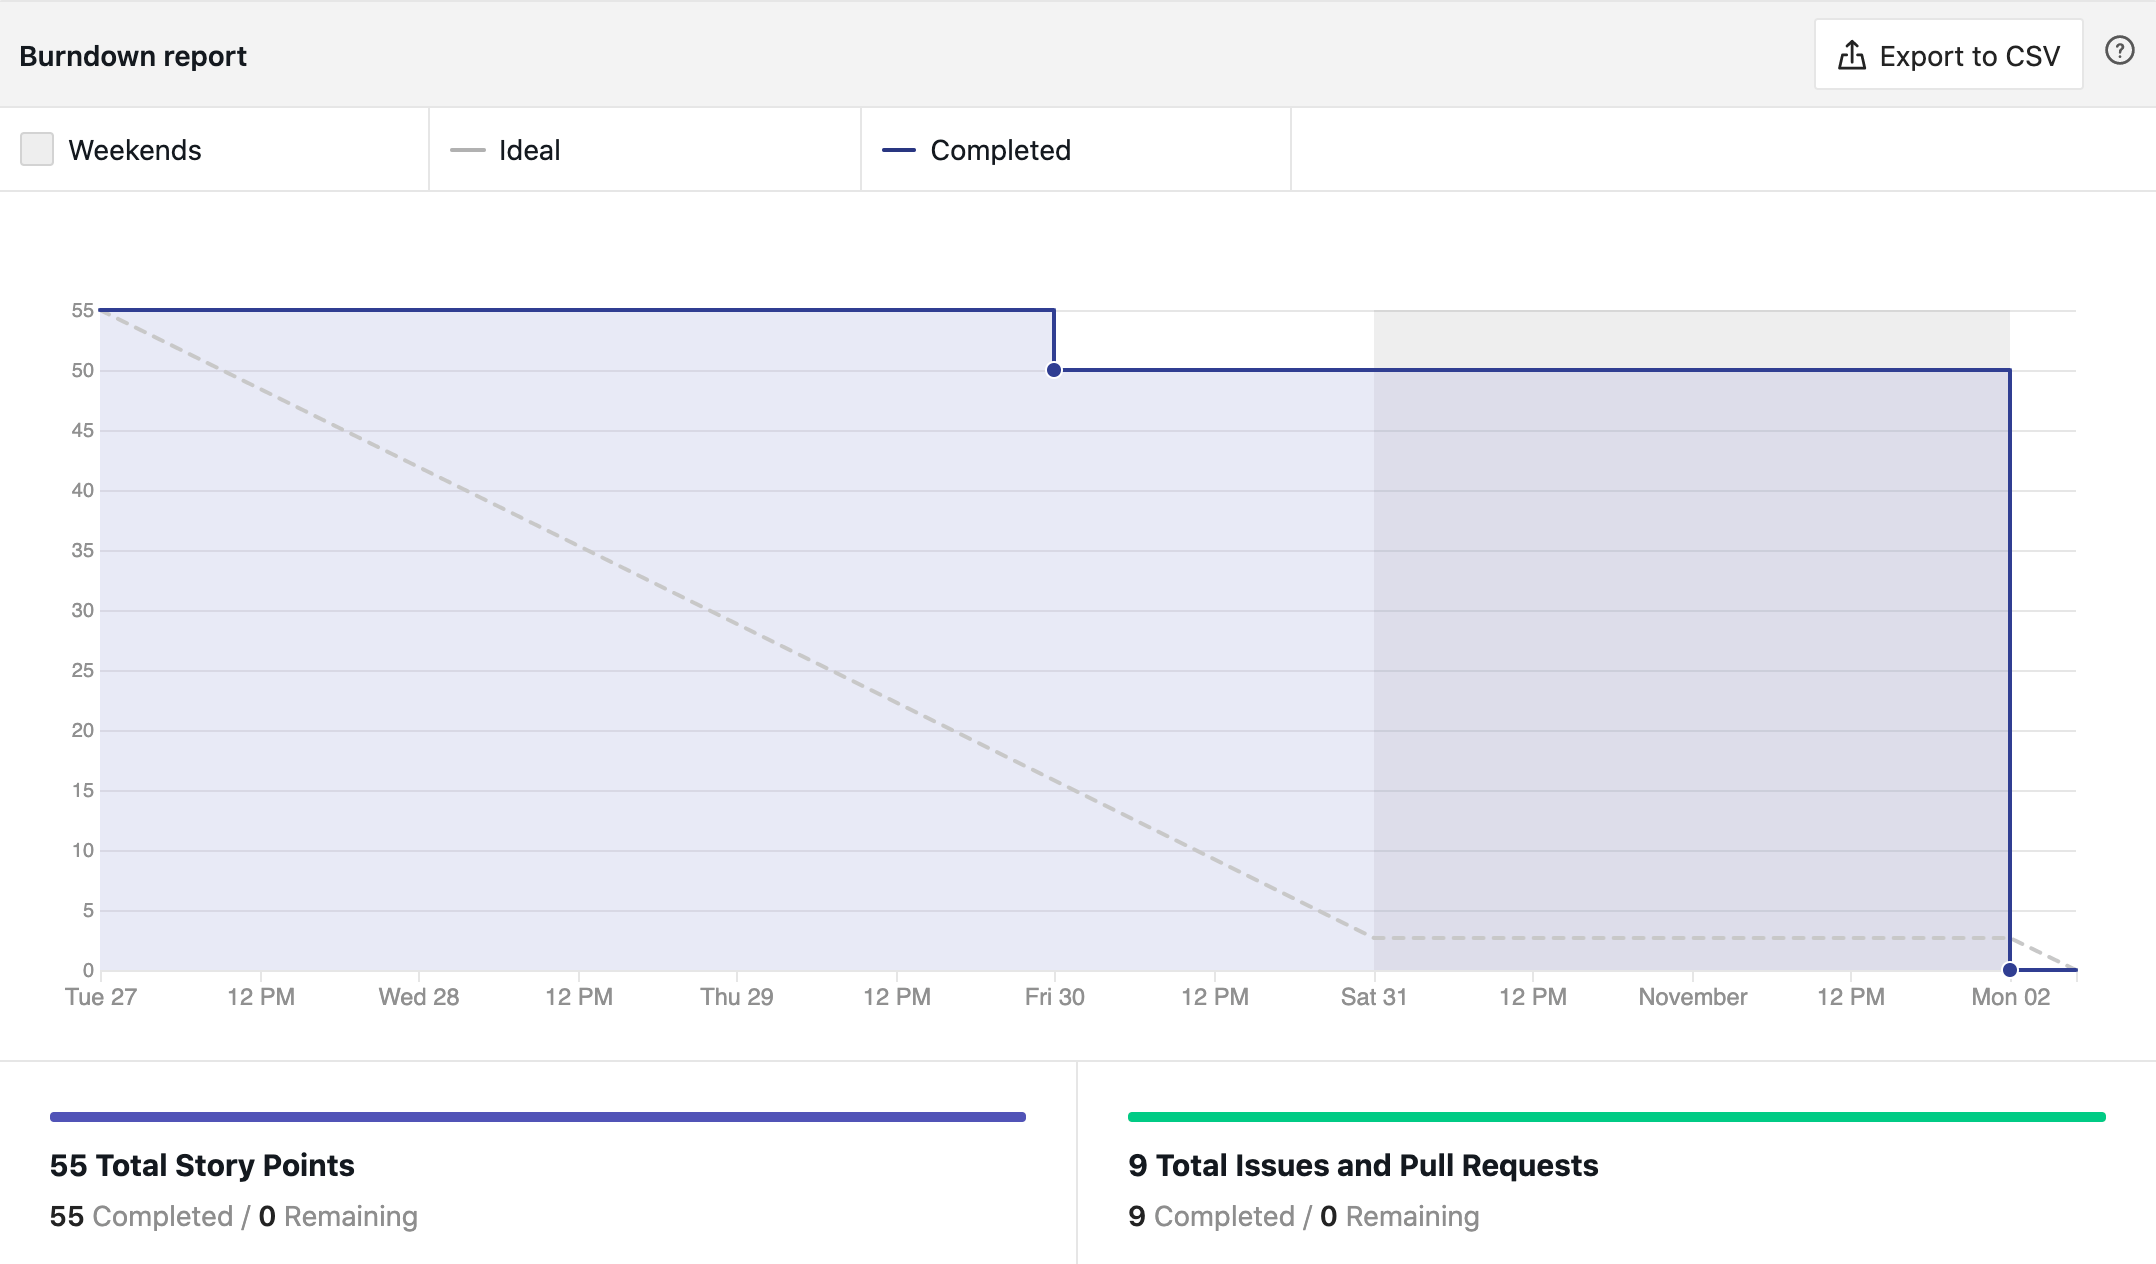 Burndown report
Export to CSV
?
Weekends
Ideal
Completed
55
50
45
40
35
30
25
20
15
10
5
0
Tue 27 12 PM Wed 28 12 PM Thu 29 12 PM Fri 30 12 PM Sat 31 12 PM November 12 PM Mon 02
55 Total Story Points
55 Completed / 0 Remaining
9 Total Issues and Pull Requests
9 Completed / 0 Remaining